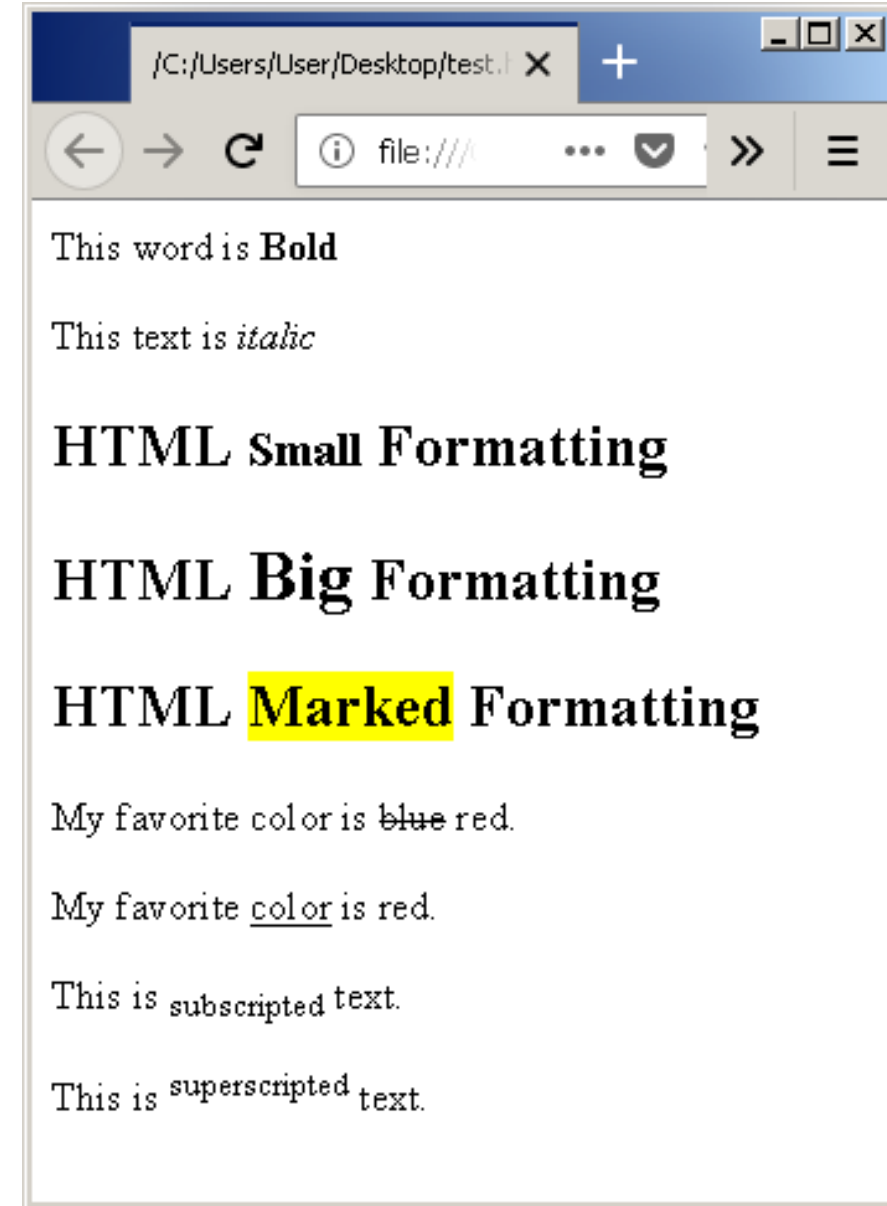 /C:/Users/User/Desktop/test.
file:///
This word is Bold
This text is italic
HTML Small Formatting
HTML Big Formatting
HTML Marked Formatting
My favorite color is blue red.
My favorite color is red.
This is subscripted text.
This is superscripted text.